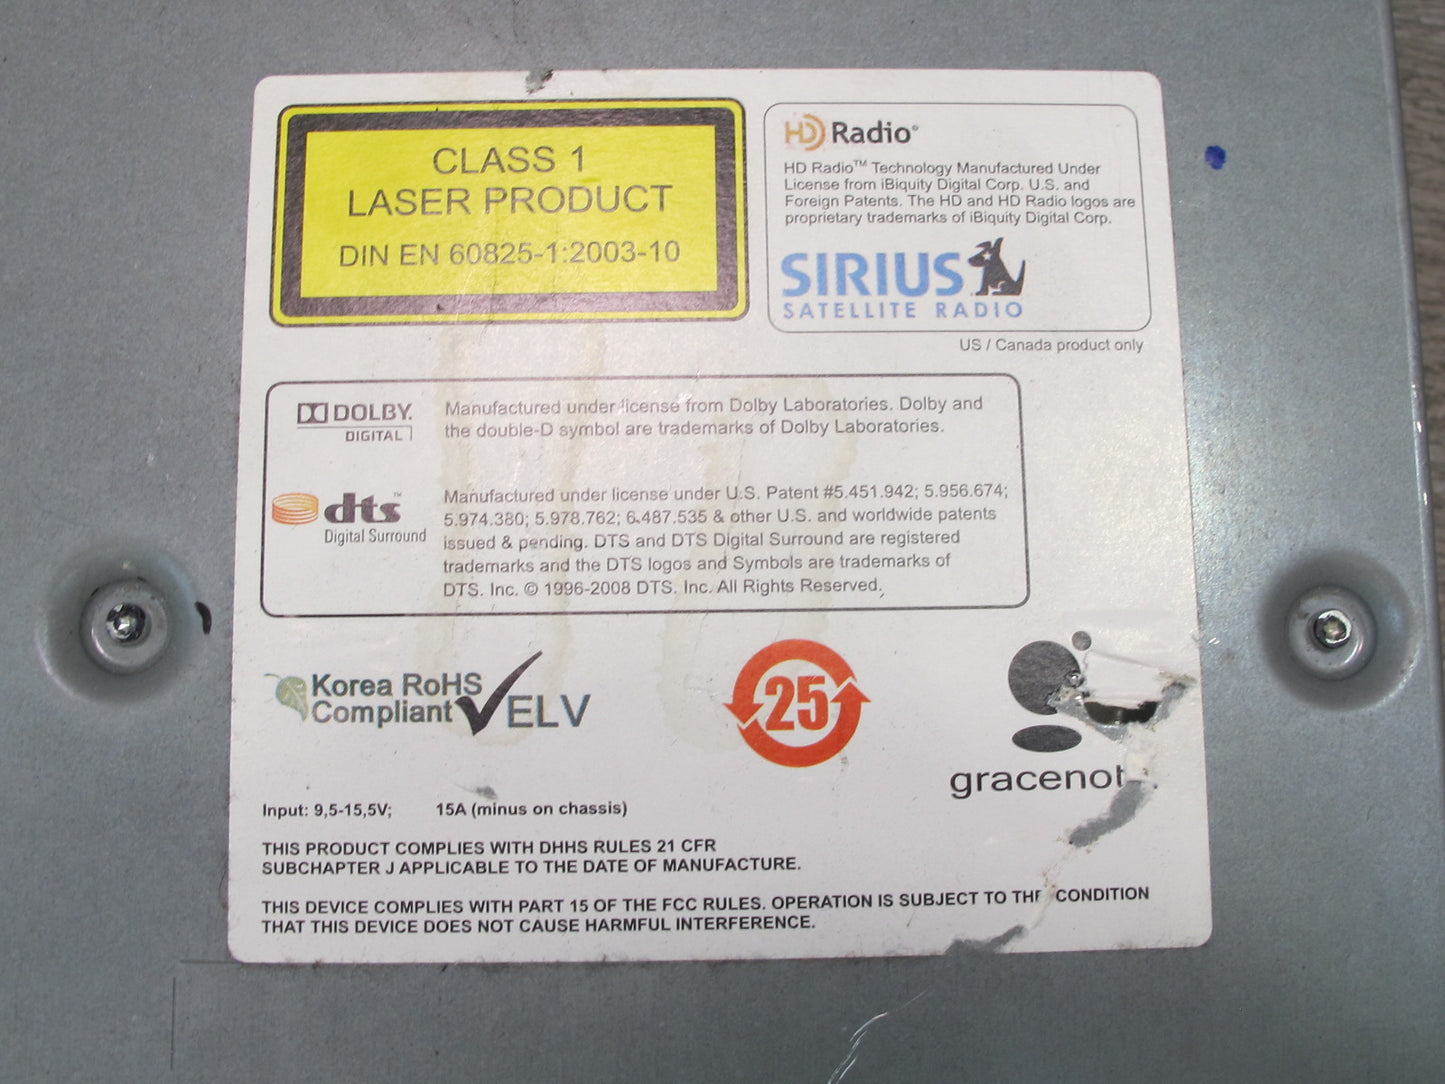 CLASS 1
LASER PRODUCT
DIN EN 60825-1:2003-10
HD Radio®
HD Radio™ Technology Manufactured Under
License from iBiquity Digital Corp. U.S. and
Foreign Patents. The HD and HD Radio logos are
proprietary trademarks of iBiquity Digital Corp.
SIRIUS
SATELLITE RADIO
US / Canada product only
DOLBY.
DIGITAL
Manufactured under license from Dolby Laboratories. Dolby and
the double-D symbol are trademarks of Dolby Laboratories.
dts™
Digital Surround
Manufactured under license under U.S. Patent #5.451.942; 5.956.674;
5.974.380; 5.978.762; 6.487.535 & other U.S. and worldwide patents
issued & pending. DTS and DTS Digital Surround are registered
trademarks and the DTS logos and Symbols are trademarks of
DTS. Inc. © 1996-2008 DTS. Inc. All Rights Reserved.
Korea RoHS
Compliant
ELV
25
gracenot
Input: 9,5-15,5V; 15A (minus on chassis)
THIS PRODUCT COMPLIES WITH DHHS RULES 21 CFR
SUBCHAPTER J APPLICABLE TO THE DATE OF MANUFACTURE.
THIS DEVICE COMPLIES WITH PART 15 OF THE FCC RULES. OPERATION IS SUBJECT TO THE CONDITION
THAT THIS DEVICE DOES NOT CAUSE HARMFUL INTERFERENCE.